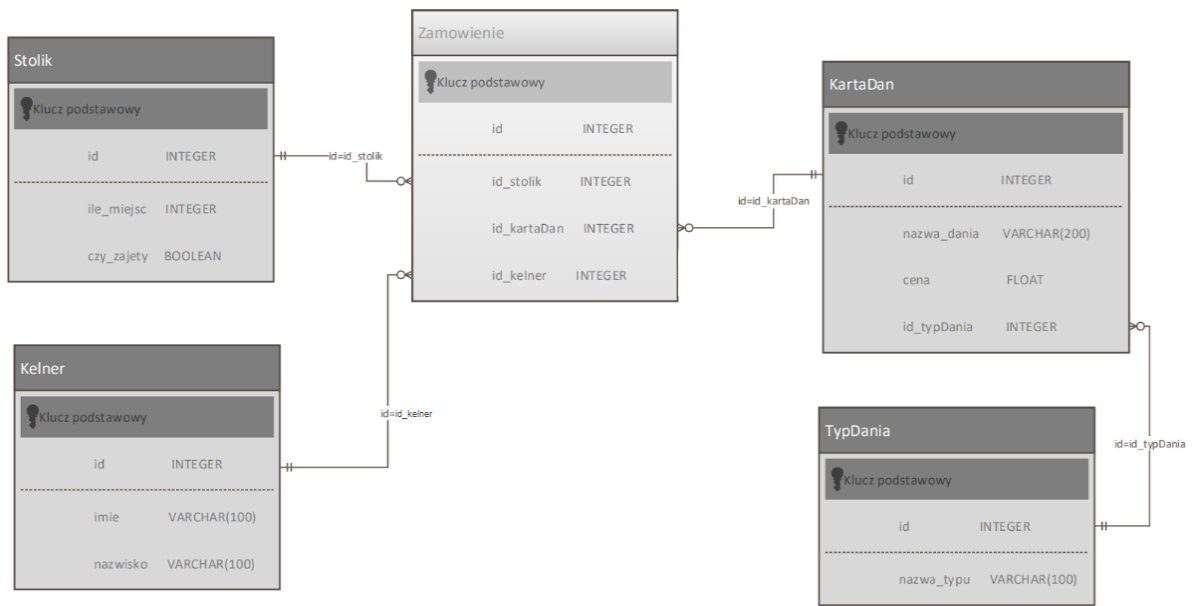 Stolik
Klucz podstawowy
id INTEGER
ile_miejsc INTEGER
czy_zajety BOOLEAN
id=id_stolik
Zamowienie
Klucz podstawowy
id INTEGER
id_stolik INTEGER
id_kartaDan INTEGER
id_kelner INTEGER
id=id_kartaDan
KartaDan
Klucz podstawowy
id INTEGER
nazwa_dania VARCHAR(200)
cena FLOAT
id_typDania INTEGER
Kelner
Klucz podstawowy
id INTEGER
imie VARCHAR(100)
nazwisko VARCHAR(100)
id=id_kelner
TypDania
Klucz podstawowy
id INTEGER
nazwa_typu VARCHAR(100)
id=id_typDania